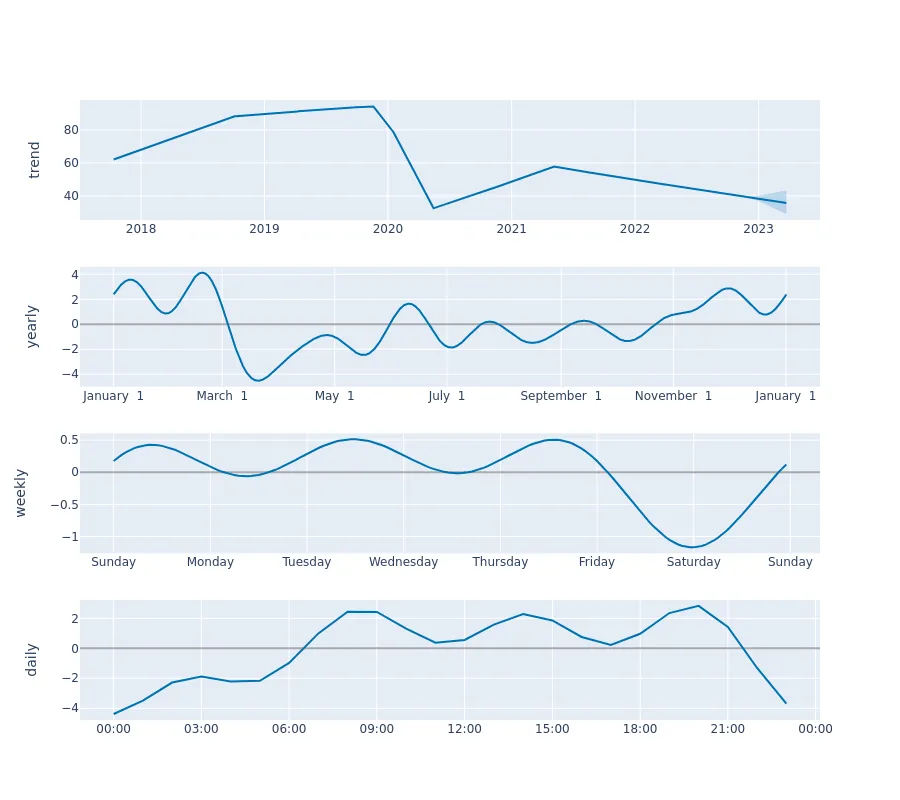 trend
80
60
40
2018 2019 2020 2021 2022 2023
yearly
4
2
0
−2
−4
January 1 March 1 May 1 July 1 September 1 November 1 January 1
weekly
0.5
0
−0.5
−1
Sunday Monday Tuesday Wednesday Thursday Friday Saturday Sunday
daily
2
0
−2
−4
00:00 03:00 06:00 09:00 12:00 15:00 18:00 21:00 00:00